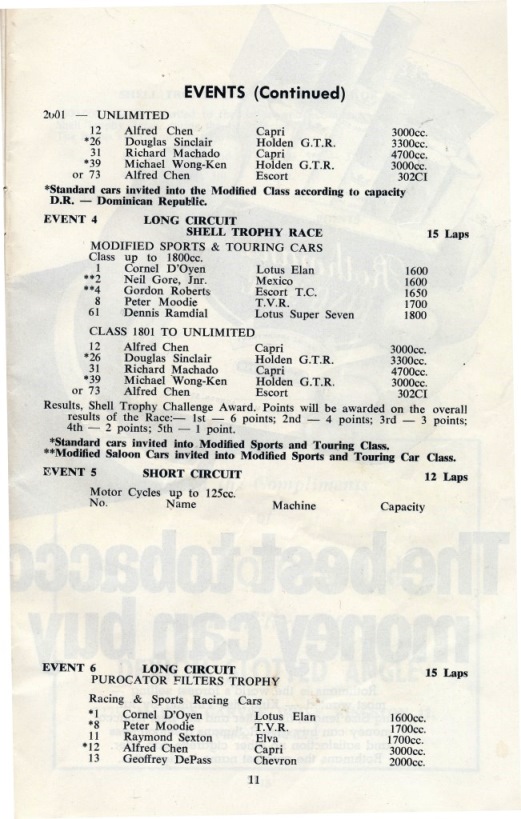 EVENTS (Continued)
2001 — UNLIMITED
12 Alfred Chen Capri 3000cc.
*26 Douglas Sinclair Holden G.T.R. 3300cc.
31 Richard Machado Capri 4700cc.
*39 Michael Wong-Ken Holden G.T.R. 3000cc.
or 73 Alfred Chen Escort 302CI
*Standard cars invited into the Modified Class according to capacity
D.R. — Dominican Republic.
EVENT 4 LONG CIRCUIT
SHELL TROPHY RACE 15 Laps
MODIFIED SPORTS & TOURING CARS
Class up to 1800cc.
1 Cornel D'Oyen Lotus Elan 1600
**2 Neil Gore, Jnr. Mexico 1600
**4 Gordon Roberts Escort T.C. 1650
8 Peter Moodie T.V.R. 1700
61 Dennis Ramdial Lotus Super Seven 1800
CLASS 1801 TO UNLIMITED
12 Alfred Chen Capri 3000cc.
*26 Douglas Sinclair Holden G.T.R. 3300cc.
31 Richard Machado Capri 4700cc.
*39 Michael Wong-Ken Holden G.T.R. 3000cc.
or 73 Alfred Chen Escort 302CI
Results, Shell Trophy Challenge Award. Points will be awarded on the overall
results of the Race:— 1st — 6 points; 2nd — 4 points; 3rd — 3 points;
4th — 2 points; 5th — 1 point.
*Standard cars invited into Modified Sports and Touring Class.
**Modified Saloon Cars invited into Modified Sports and Touring Car Class.
EVENT 5 SHORT CIRCUIT 12 Laps
Motor Cycles up to 125cc.
No. Name Machine Capacity
The best tobacco
money can buy
EVENT 6 LONG CIRCUIT 15 Laps
PUROCATOR FILTERS TROPHY
Racing & Sports Racing Cars
*1 Cornel D'Oyen Lotus Elan 1600cc.
*8 Peter Moodie T.V.R. 1700cc.
11 Raymond Sexton Elva 1700cc.
*12 Alfred Chen Capri 3000cc.
13 Geoffrey DePass Chevron 2000cc.
11